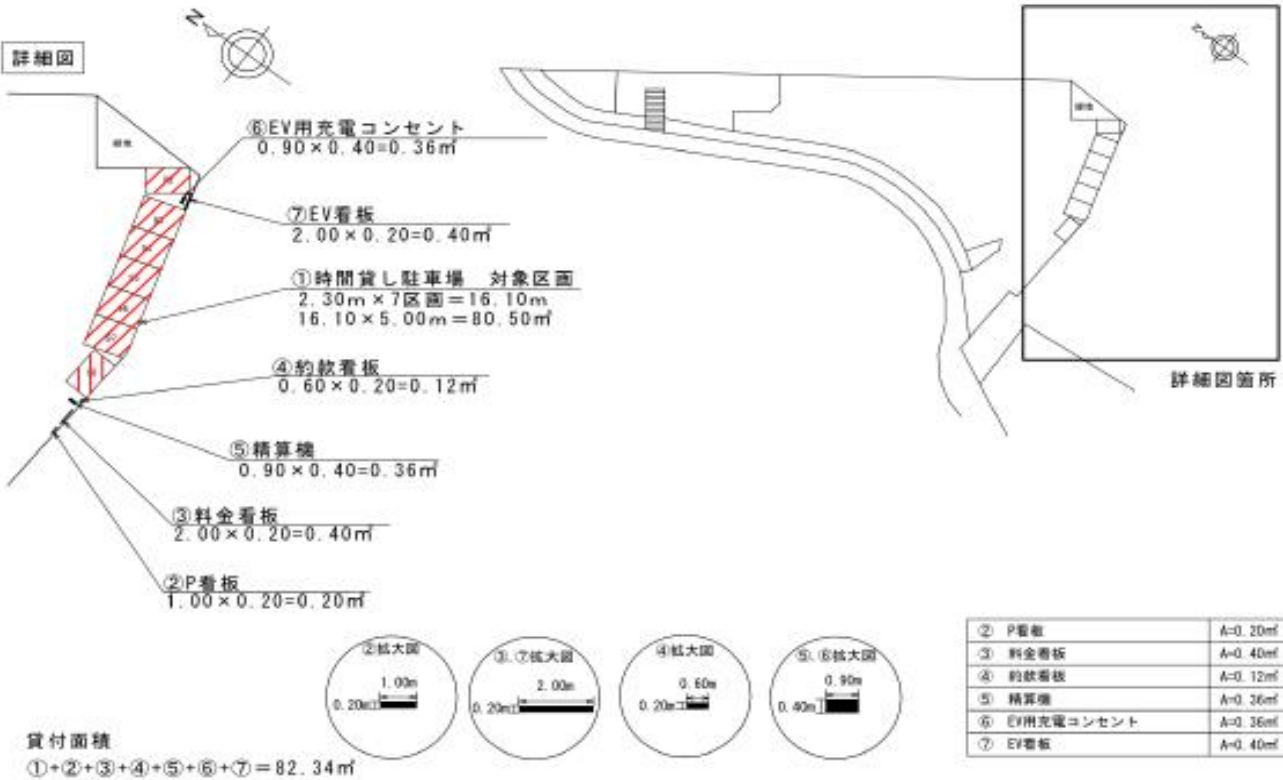 詳細図
N
⑥EV用充電コンセント
0.90×0.40=0.36㎡
⑦EV看板
2.00×0.20=0.40㎡
①時間貸し駐車場 対象区画
2.30m×7区画=16.10m
16.10×5.00m=80.50㎡
④約款看板
0.60×0.20=0.12㎡
⑤精算機
0.90×0.40=0.36㎡
③料金看板
2.00×0.20=0.40㎡
②P看板
1.00×0.20=0.20㎡
N
詳細図箇所
②拡大図
1.00m
0.20m
③,⑦拡大図
2.00m
0.20m
④拡大図
0.60m
0.20m
⑤,⑥拡大図
0.90m
0.40m
② P看板 A=0.20㎡
③ 料金看板 A=0.40㎡
④ 約款看板 A=0.12㎡
⑤ 精算機 A=0.36㎡
⑥ EV用充電コンセント A=0.36㎡
⑦ EV看板 A=0.40㎡
貸付面積
①+②+③+④+⑤+⑥+⑦=82.34㎡